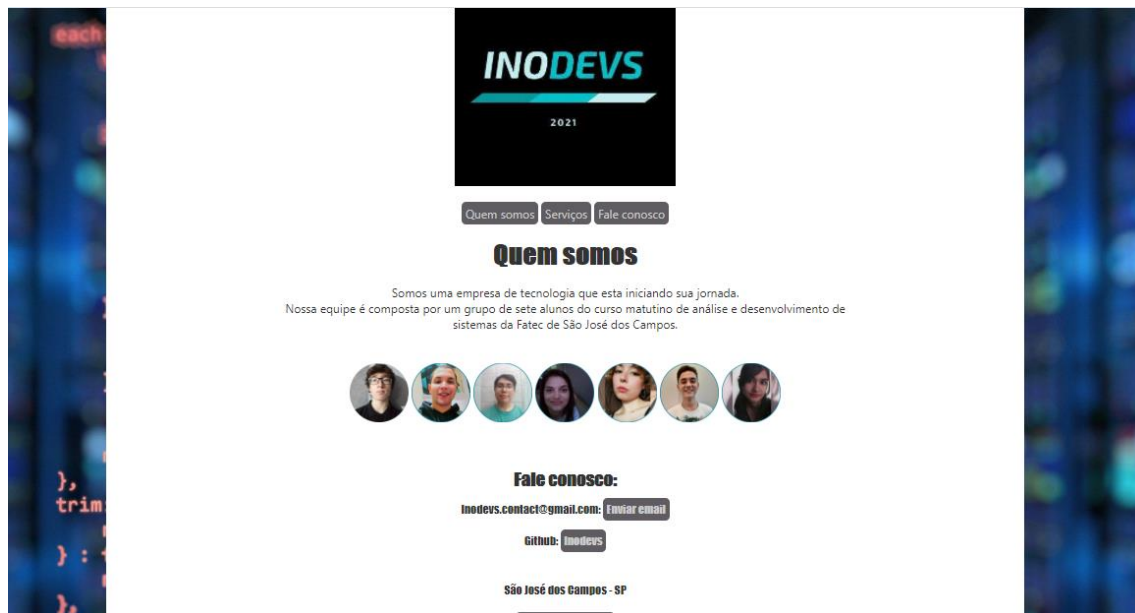 each
INODEVS
2021
Quem somos Serviços Fale conosco
Quem somos
Somos uma empresa de tecnologia que esta iniciando sua jornada.
Nossa equipe é composta por um grupo de sete alunos do curso matutino de análise e desenvolvimento de
sistemas da Fatec de São José dos Campos.
Fale conosco:
Inodevs.contact@gmail.com: Enviar email
Github: Inodevs
São José dos Campos - SP
},
trim:
} :
},